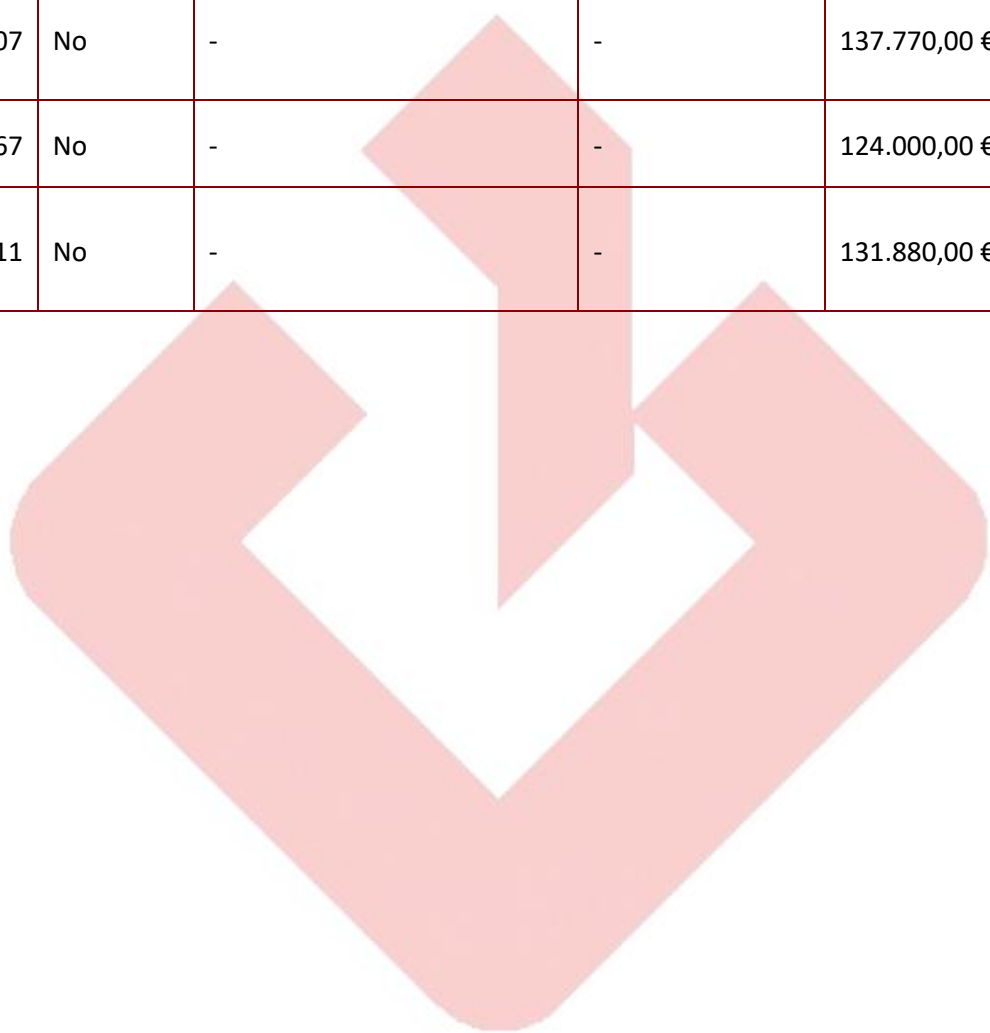 07 No - - 137.770,00 €
67 No - - 124.000,00 €
11 No - - 131.880,00 €